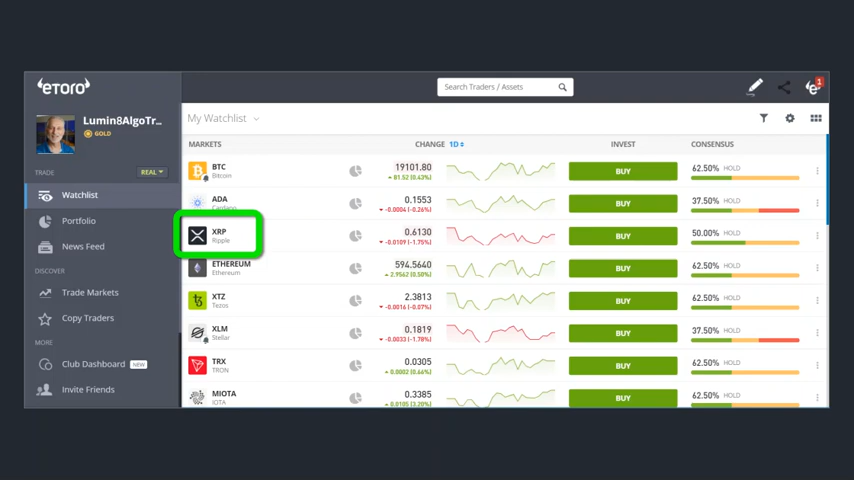 eToro
Search Traders / Assets
1
Lumin8AlgoTr...
GOLD
My Watchlist
TRADE
REAL
MARKETS
CHANGE 1D
INVEST
CONSENSUS
Watchlist
Portfolio
News Feed
DISCOVER
Trade Markets
Copy Traders
MORE
Club Dashboard NEW
Invite Friends
BTC
Bitcoin
19101.80
81.52 (0.43%)
BUY
62.50% HOLD
ADA
Cardano
0.1553
-0.0004 (-0.26%)
BUY
37.50% HOLD
XRP
Ripple
0.6130
-0.0109 (-1.75%)
BUY
50.00% HOLD
ETHEREUM
Ethereum
594.5640
2.9562 (0.50%)
BUY
62.50% HOLD
XTZ
Tezos
2.3813
-0.0016 (-0.07%)
BUY
62.50% HOLD
XLM
Stellar
0.1819
-0.0033 (-1.78%)
BUY
37.50% HOLD
TRX
TRON
0.0305
0.0002 (0.66%)
BUY
62.50% HOLD
MIOTA
IOTA
0.3385
0.0105 (3.20%)
BUY
62.50% HOLD